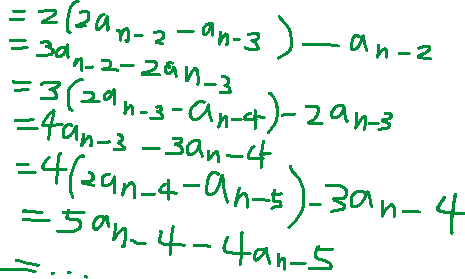 = 2(2a_{n-2} - a_{n-3}) - a_{n-2}
= 3a_{n-2} - 2a_{n-3}
= 3(2a_{n-3} - a_{n-4}) - 2a_{n-3}
= 4a_{n-3} - 3a_{n-4}
= 4(2a_{n-4} - a_{n-5}) - 3a_{n-4}
= 5a_{n-4} - 4a_{n-5}
= ...